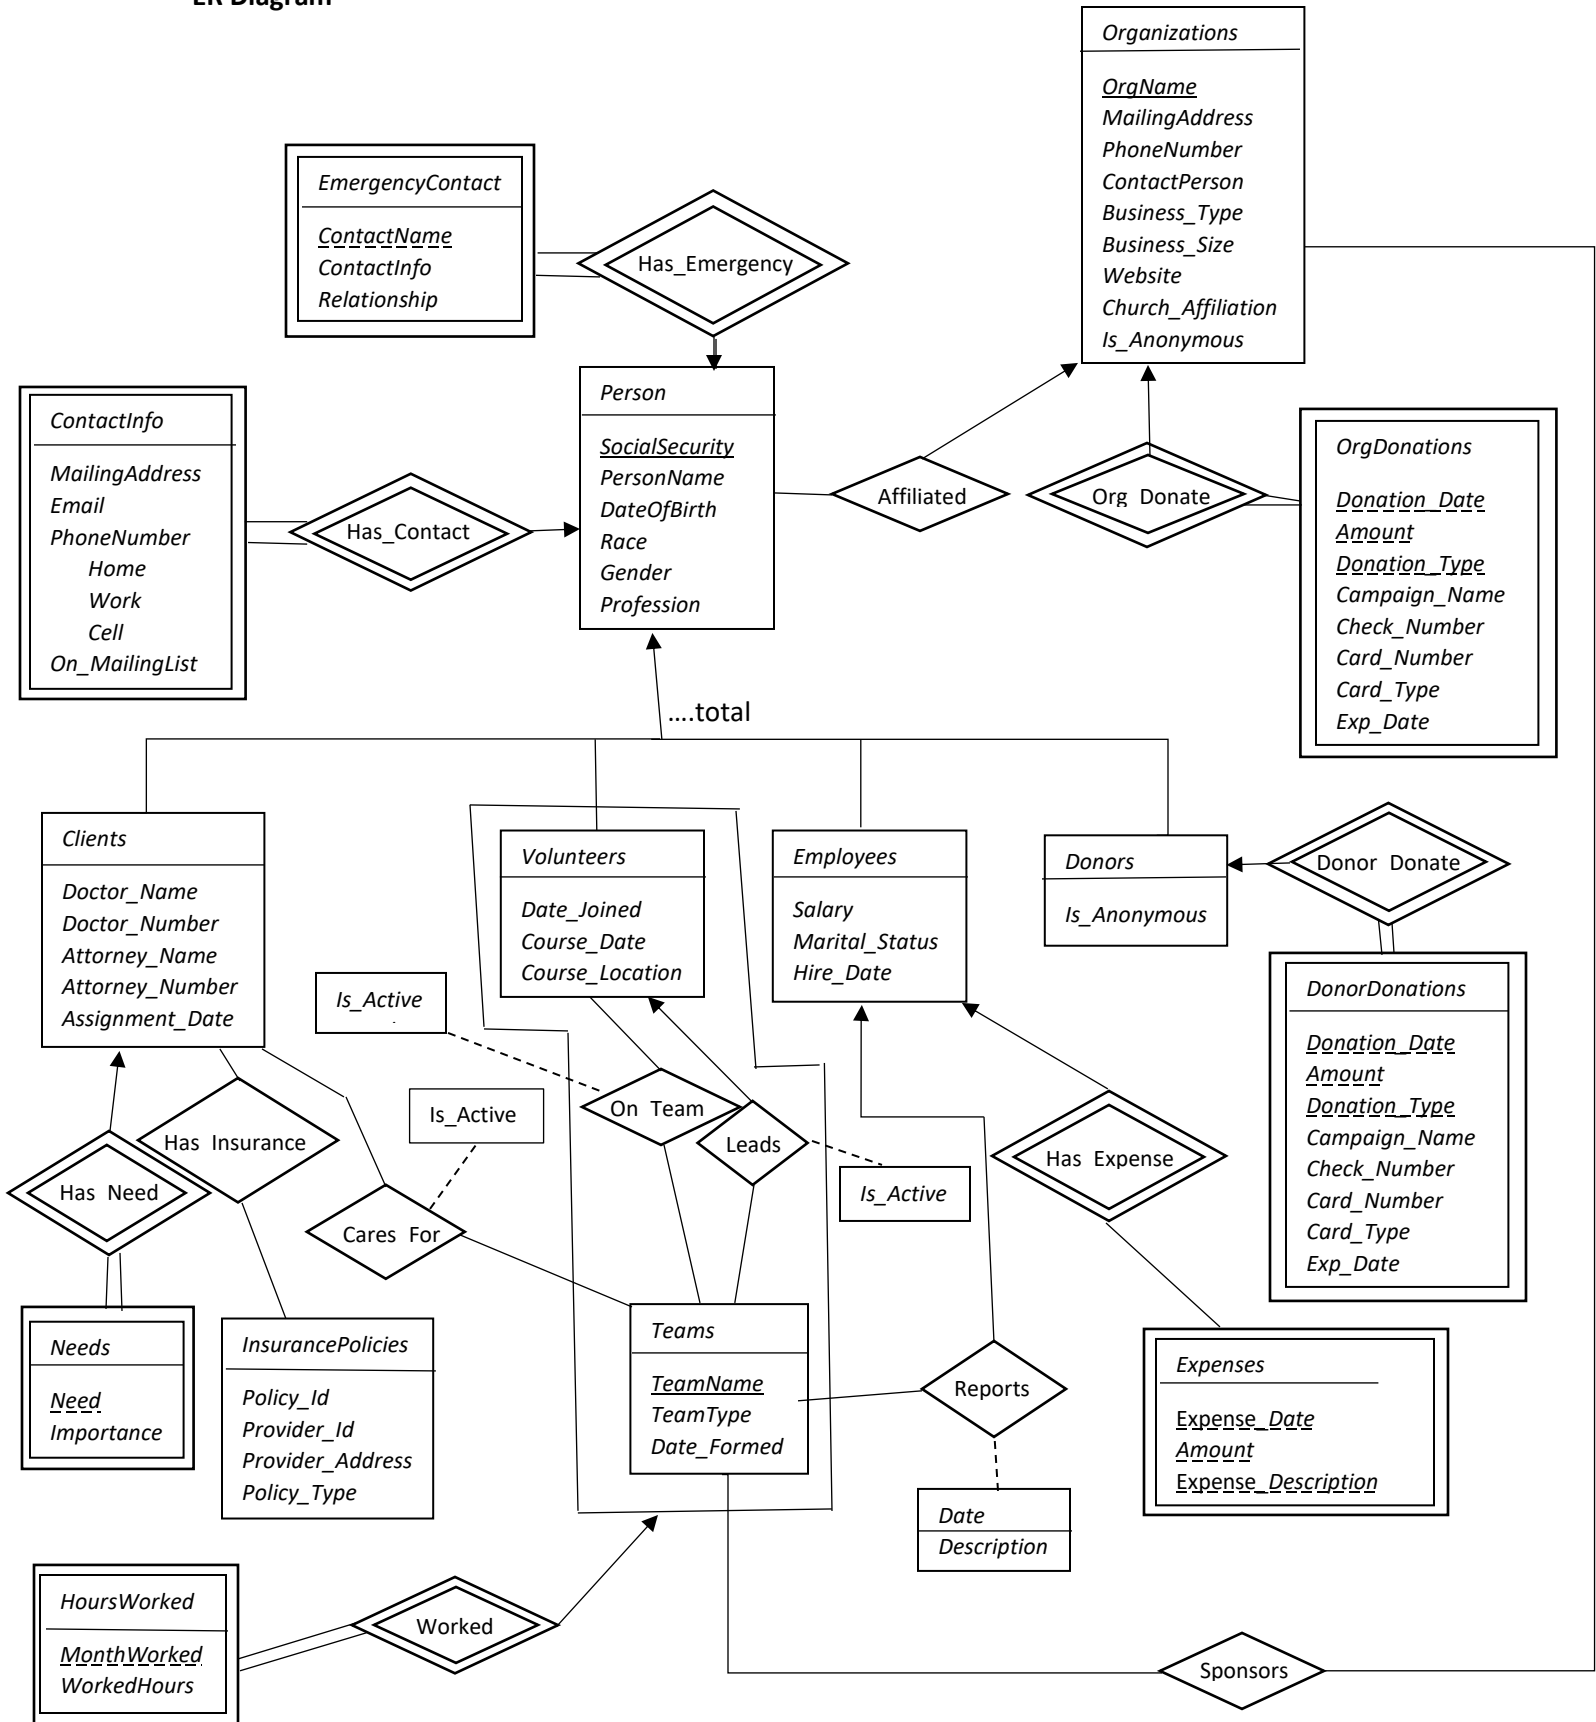 ER Diagram
Organizations
OrgName
MailingAddress
PhoneNumber
ContactPerson
Business_Type
Business_Size
Website
Church_Affiliation
Is_Anonymous
EmergencyContact
ContactName
ContactInfo
Relationship
Has_Emergency
ContactInfo
MailingAddress
Email
PhoneNumber
Home
Work
Cell
On_MailingList
Has_Contact
Person
SocialSecurity
PersonName
DateOfBirth
Race
Gender
Profession
Affiliated
Org Donate
OrgDonations
Donation_Date
Amount
Donation_Type
Campaign_Name
Check_Number
Card_Number
Card_Type
Exp_Date
....total
Clients
Doctor_Name
Doctor_Number
Attorney_Name
Attorney_Number
Assignment_Date
Volunteers
Date_Joined
Course_Date
Course_Location
Employees
Salary
Marital_Status
Hire_Date
Donors
Is_Anonymous
Donor Donate
DonorDonations
Donation_Date
Amount
Donation_Type
Campaign_Name
Check_Number
Card_Number
Card_Type
Exp_Date
Is_Active
Is_Active
On Team
Leads
Is_Active
Has Insurance
Has Need
Cares For
Has Expense
Needs
Need
Importance
InsurancePolicies
Policy_Id
Provider_Id
Provider_Address
Policy_Type
Teams
TeamName
TeamType
Date_Formed
Reports
Date
Description
Expenses
Expense_Date
Amount
Expense_Description
HoursWorked
MonthWorked
WorkedHours
Worked
Sponsors